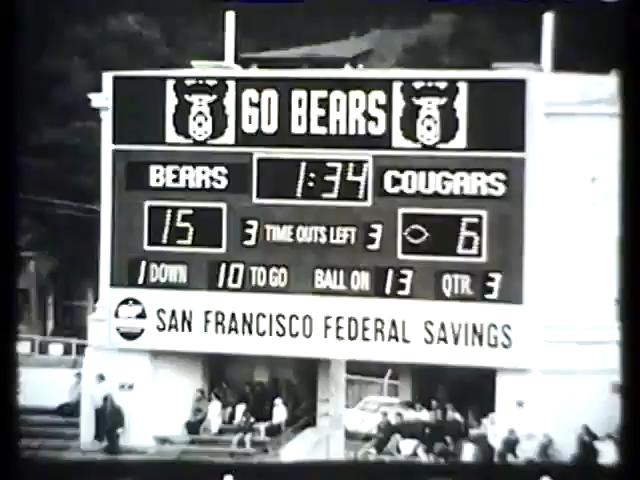 GO BEARS
BEARS 1:34 COUGARS
15 3 TIME OUTS LEFT 3 6
1 DOWN 10 TO GO BALL ON 13 QTR. 3
SAN FRANCISCO FEDERAL SAVINGS